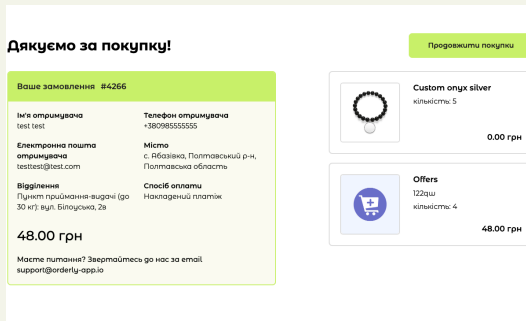 Дякуємо за покупку!
Продовжити покупки
Ваше замовлення #4266
Ім'я отримувача
test test
Телефон отримувача
+380985555555
Електронна пошта
отримувача
testtest@test.com
Місто
с. Абазівка, Полтавський р-н,
Полтавська область
Відділення
Пункт приймання-видачі (до
30 кг): вул. Білоуська, 2в
Спосіб оплати
Накладений платіж
48.00 грн
Маєте питання? Звертайтесь до нас за email
support@orderly-app.io
Custom onyx silver
кількість: 5
0.00 грн
Offers
122qw
кількість: 4
48.00 грн